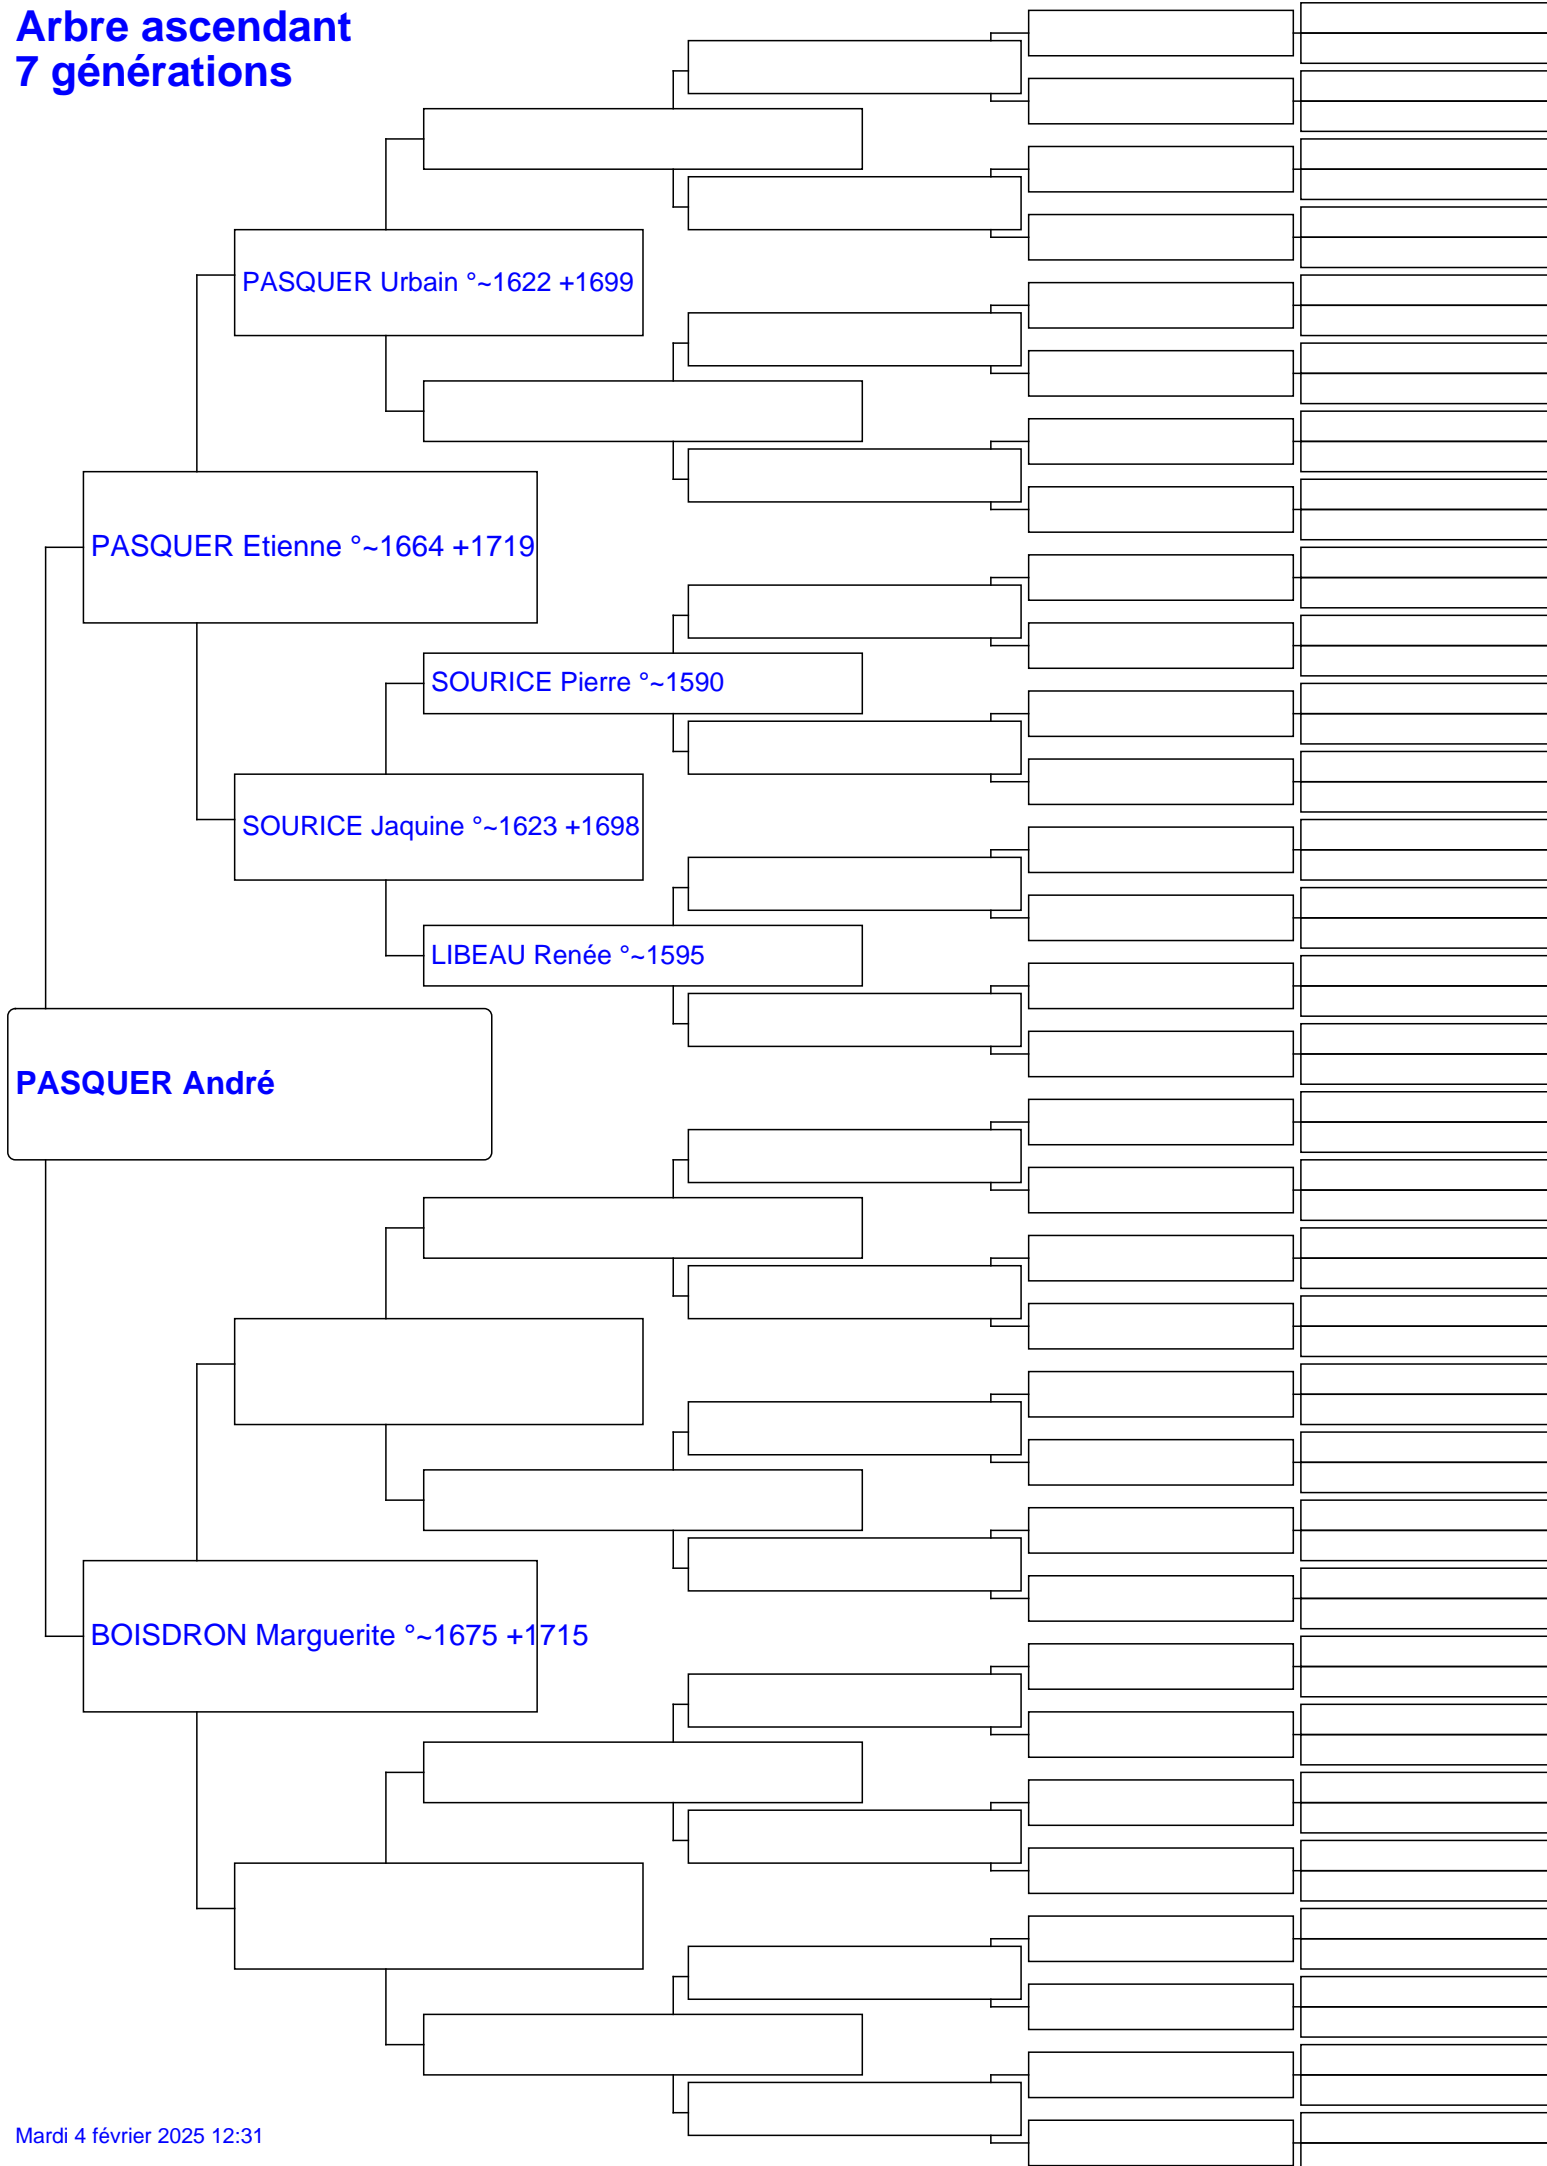 Arbre ascendant
7 générations
PASQUER Urbain °~1622 +1699
PASQUER Etienne °~1664 +1719
SOURICE Pierre °~1590
SOURICE Jaquine °~1623 +1698
LIBEAU Renée °~1595
PASQUER André
BOISDRON Marguerite °~1675 +1715
Mardi 4 février 2025 12:31